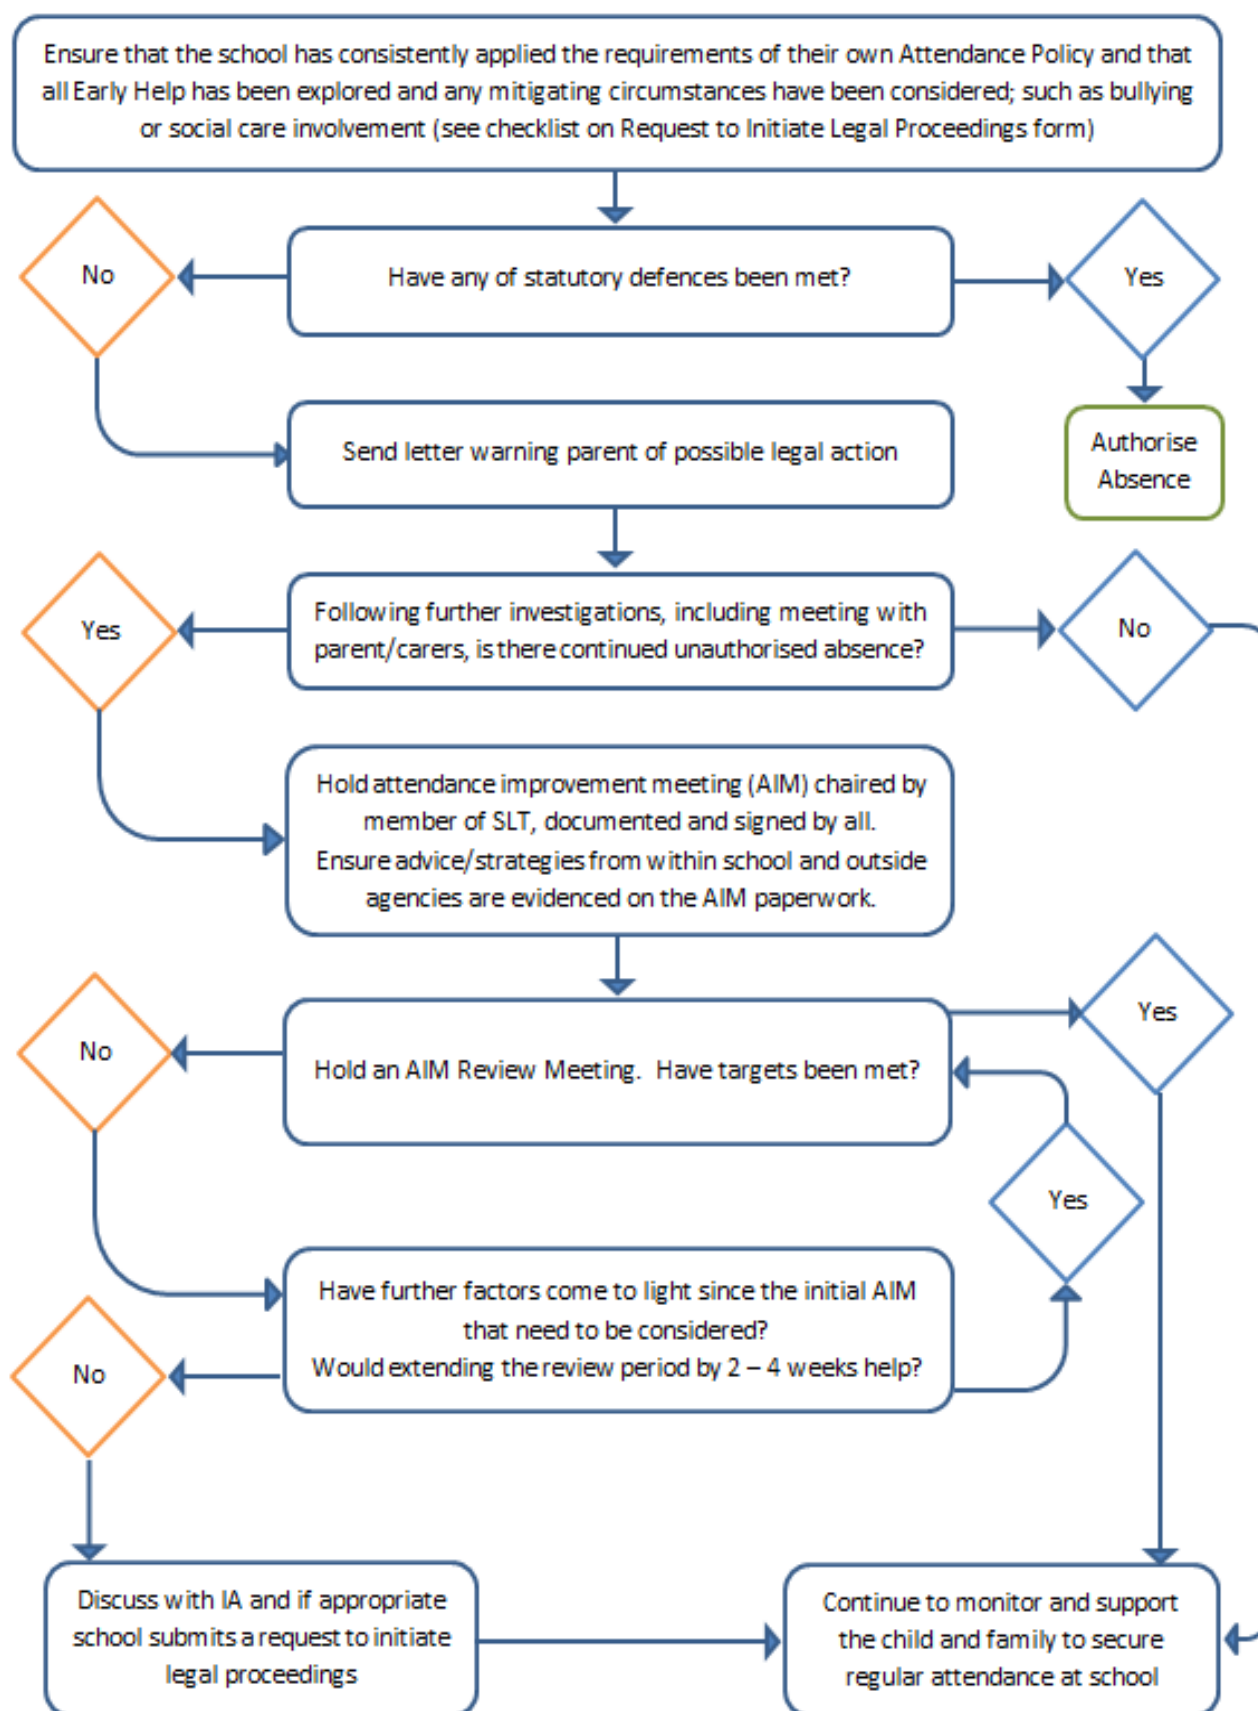 Ensure that the school has consistently applied the requirements of their own Attendance Policy and that
all Early Help has been explored and any mitigating circumstances have been considered; such as bullying
or social care involvement (see checklist on Request to Initiate Legal Proceedings form)
No
Have any of statutory defences been met?
Yes
Send letter warning parent of possible legal action
Authorise
Absence
Yes
Following further investigations, including meeting with
parent/carers, is there continued unauthorised absence?
No
Hold attendance improvement meeting (AIM) chaired by
member of SLT, documented and signed by all.
Ensure advice/strategies from within school and outside
agencies are evidenced on the AIM paperwork.
No
Hold an AIM Review Meeting.  Have targets been met?
Yes
Yes
Have further factors come to light since the initial AIM
that need to be considered?
Would extending the review period by 2 – 4 weeks help?
No
Discuss with IA and if appropriate
school submits a request to initiate
legal proceedings
Continue to monitor and support
the child and family to secure
regular attendance at school